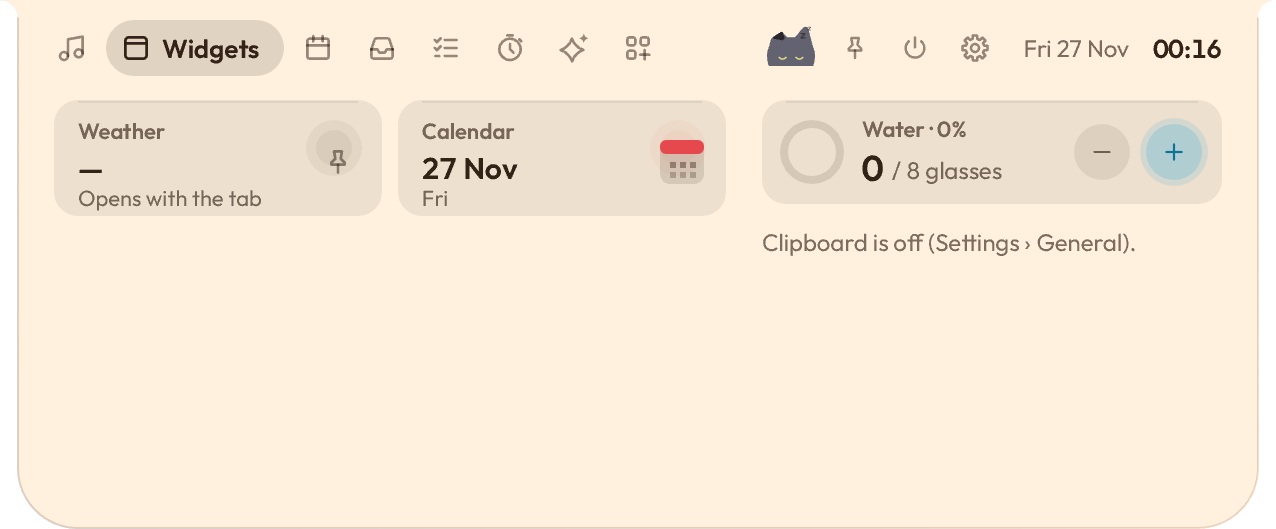 Widgets
Fri 27 Nov 00:16
Weather
—
Opens with the tab
Calendar
27 Nov
Fri
Water · 0%
0 / 8 glasses
Clipboard is off (Settings › General).